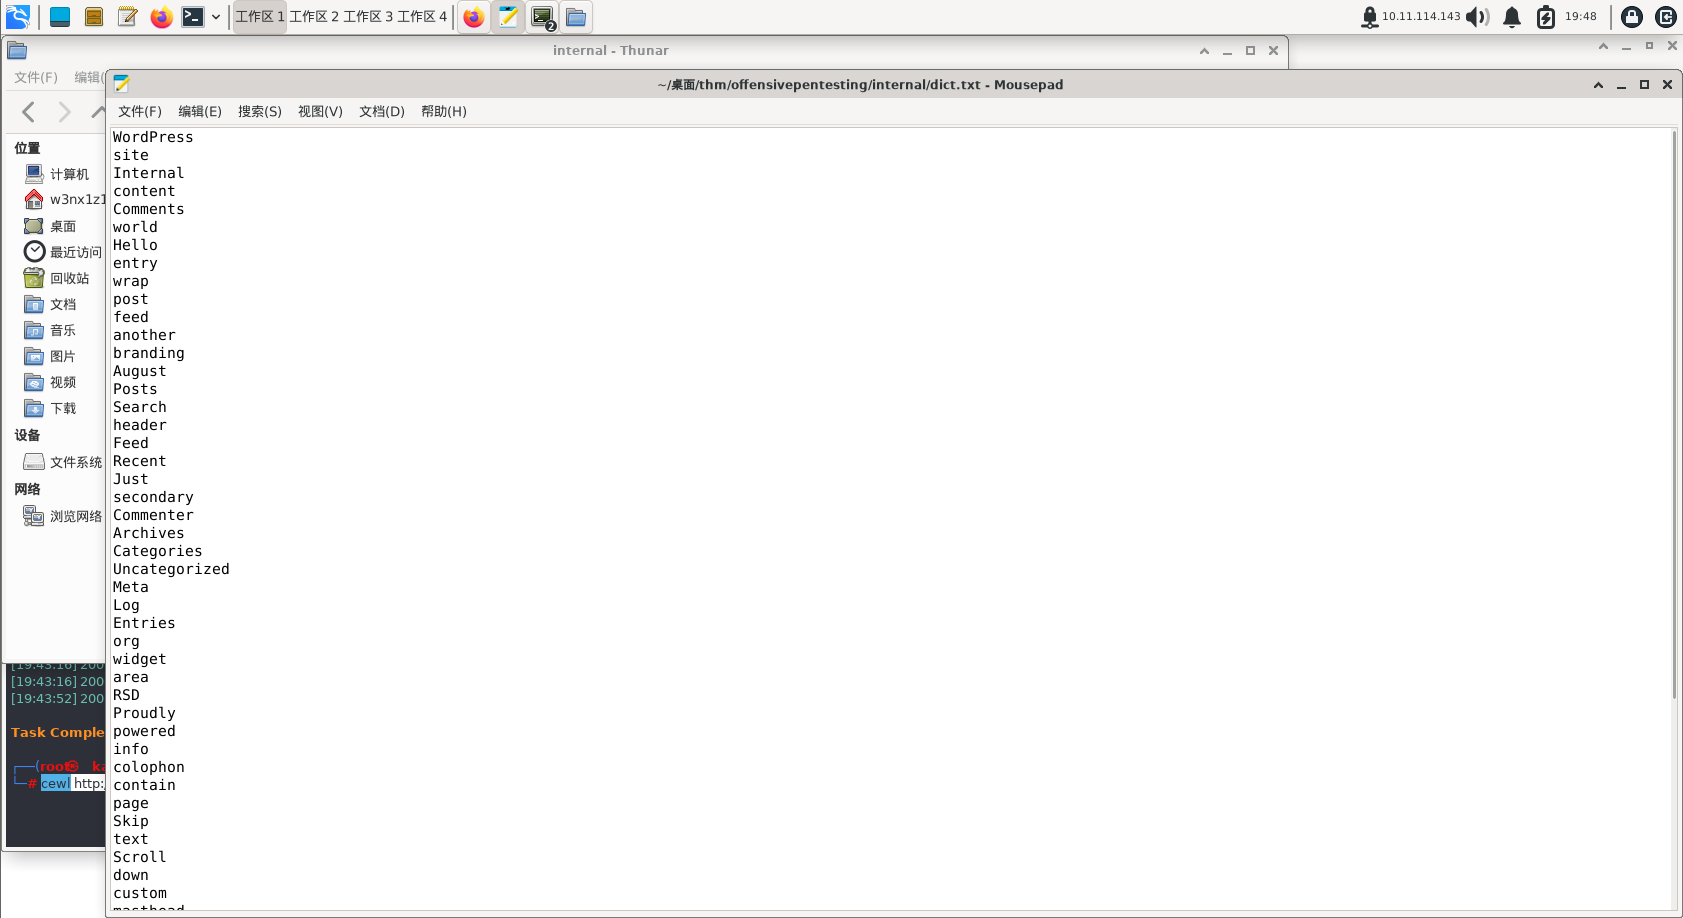 工作区 1 工作区 2 工作区 3 工作区 4
2
10.11.114.143
19:48
internal - Thunar
文件(F) 编辑(
~/桌面/thm/offensivepentesting/internal/dict.txt - Mousepad
文件(F) 编辑(E) 搜索(S) 视图(V) 文档(D) 帮助(H)
位置
计算机
w3nx1z1
桌面
最近访问
回收站
文档
音乐
图片
视频
下载
设备
文件系统
网络
浏览网络
WordPress
site
Internal
content
Comments
world
Hello
entry
wrap
post
feed
another
branding
August
Posts
Search
header
Feed
Recent
Just
secondary
Commenter
Archives
Categories
Uncategorized
Meta
Log
Entries
org
widget
area
RSD
Proudly
powered
info
colophon
contain
page
Skip
text
Scroll
down
custom
masthead
[19:43:16] 200
[19:43:16] 200
[19:43:52] 200
Task Comple
┌──(root㉿ ka
└─# cewl http: